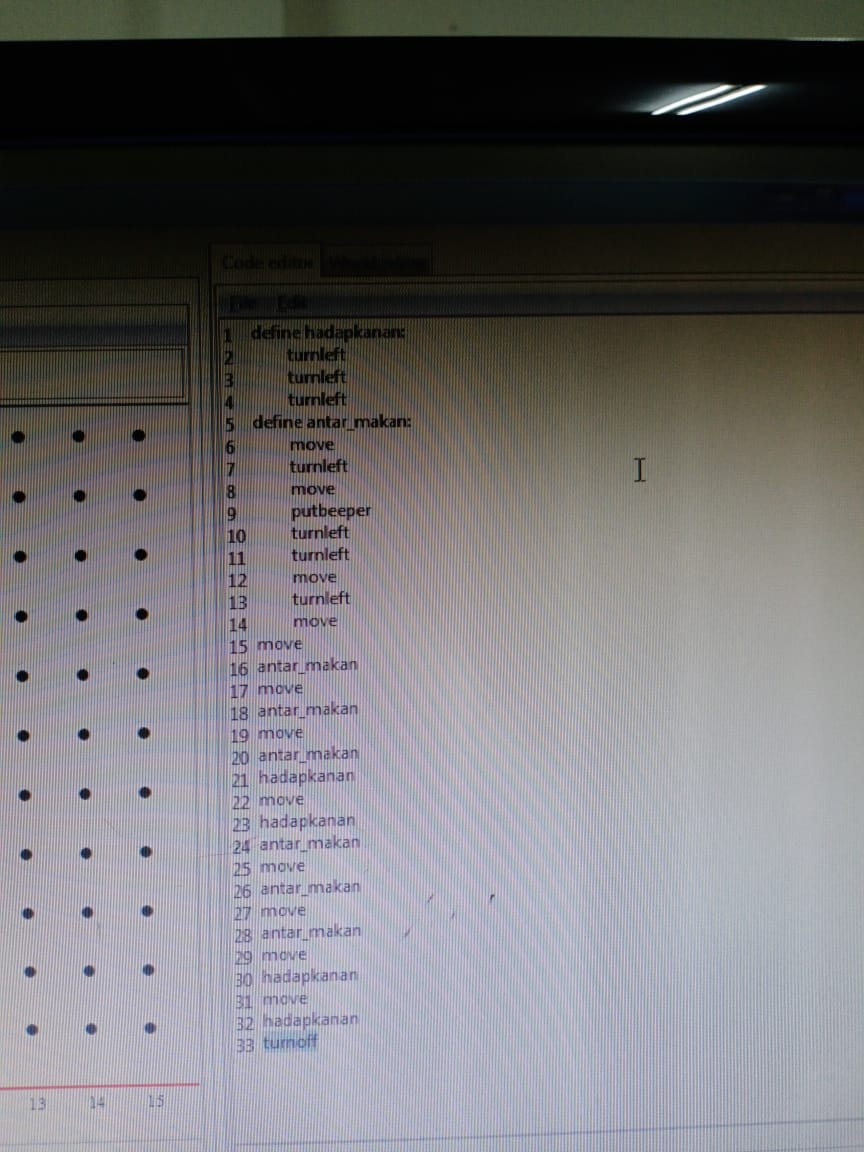 Code editor
File Edit
1 define hadapkanan:
2 turnleft
3 turnleft
4 turnleft
5 define antar_makan:
6 move
7 turnleft
8 move
9 putbeeper
10 turnleft
11 turnleft
12 move
13 turnleft
14 move
15 move
16 antar_makan
17 move
18 antar_makan
19 move
20 antar_makan
21 hadapkanan
22 move
23 hadapkanan
24 antar_makan
25 move
26 antar_makan
27 move
28 antar_makan
29 move
30 hadapkanan
31 move
32 hadapkanan
33 turnoff
13 14 15